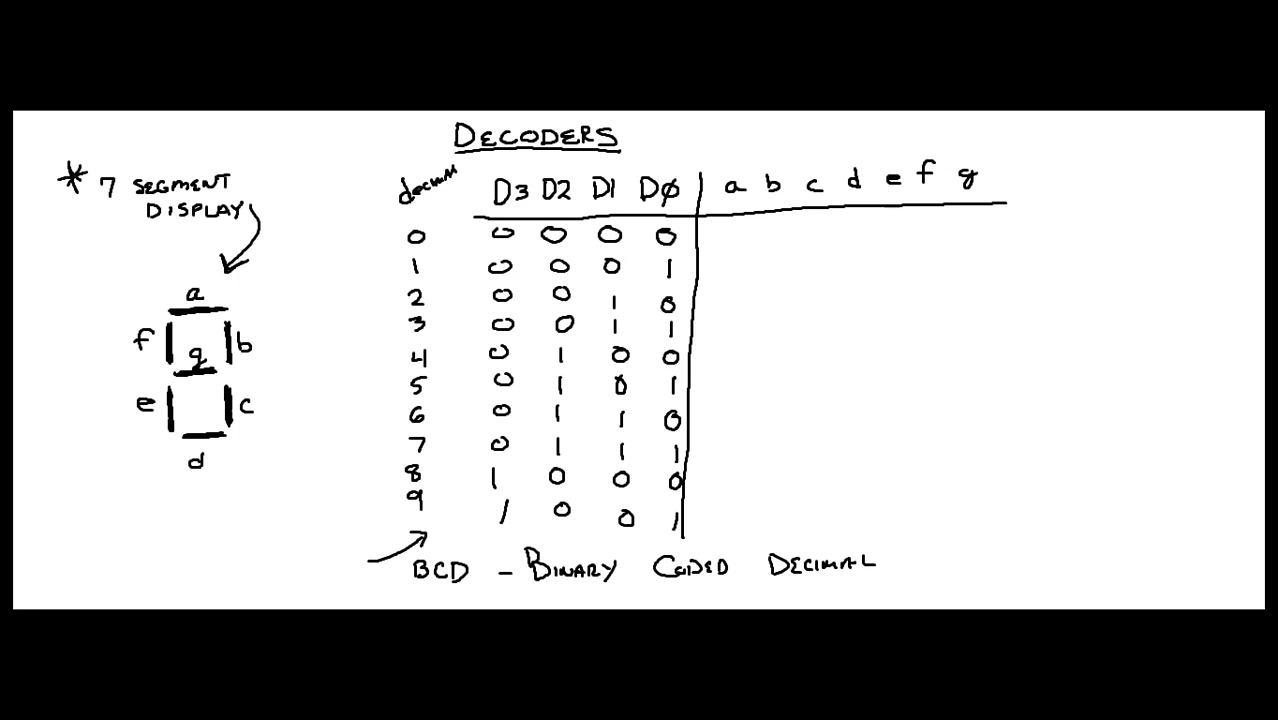 DECODERS
* 7 SEGMENT
DISPLAY
a
f b
g
e c
d
decimal D3 D2 D1 D0 a b c d e f g
0 0 0 0 0
1 0 0 0 1
2 0 0 1 0
3 0 0 1 1
4 0 1 0 0
5 0 1 0 1
6 0 1 1 0
7 0 1 1 1
8 1 0 0 0
9 1 0 0 1
BCD - BINARY CODED DECIMAL